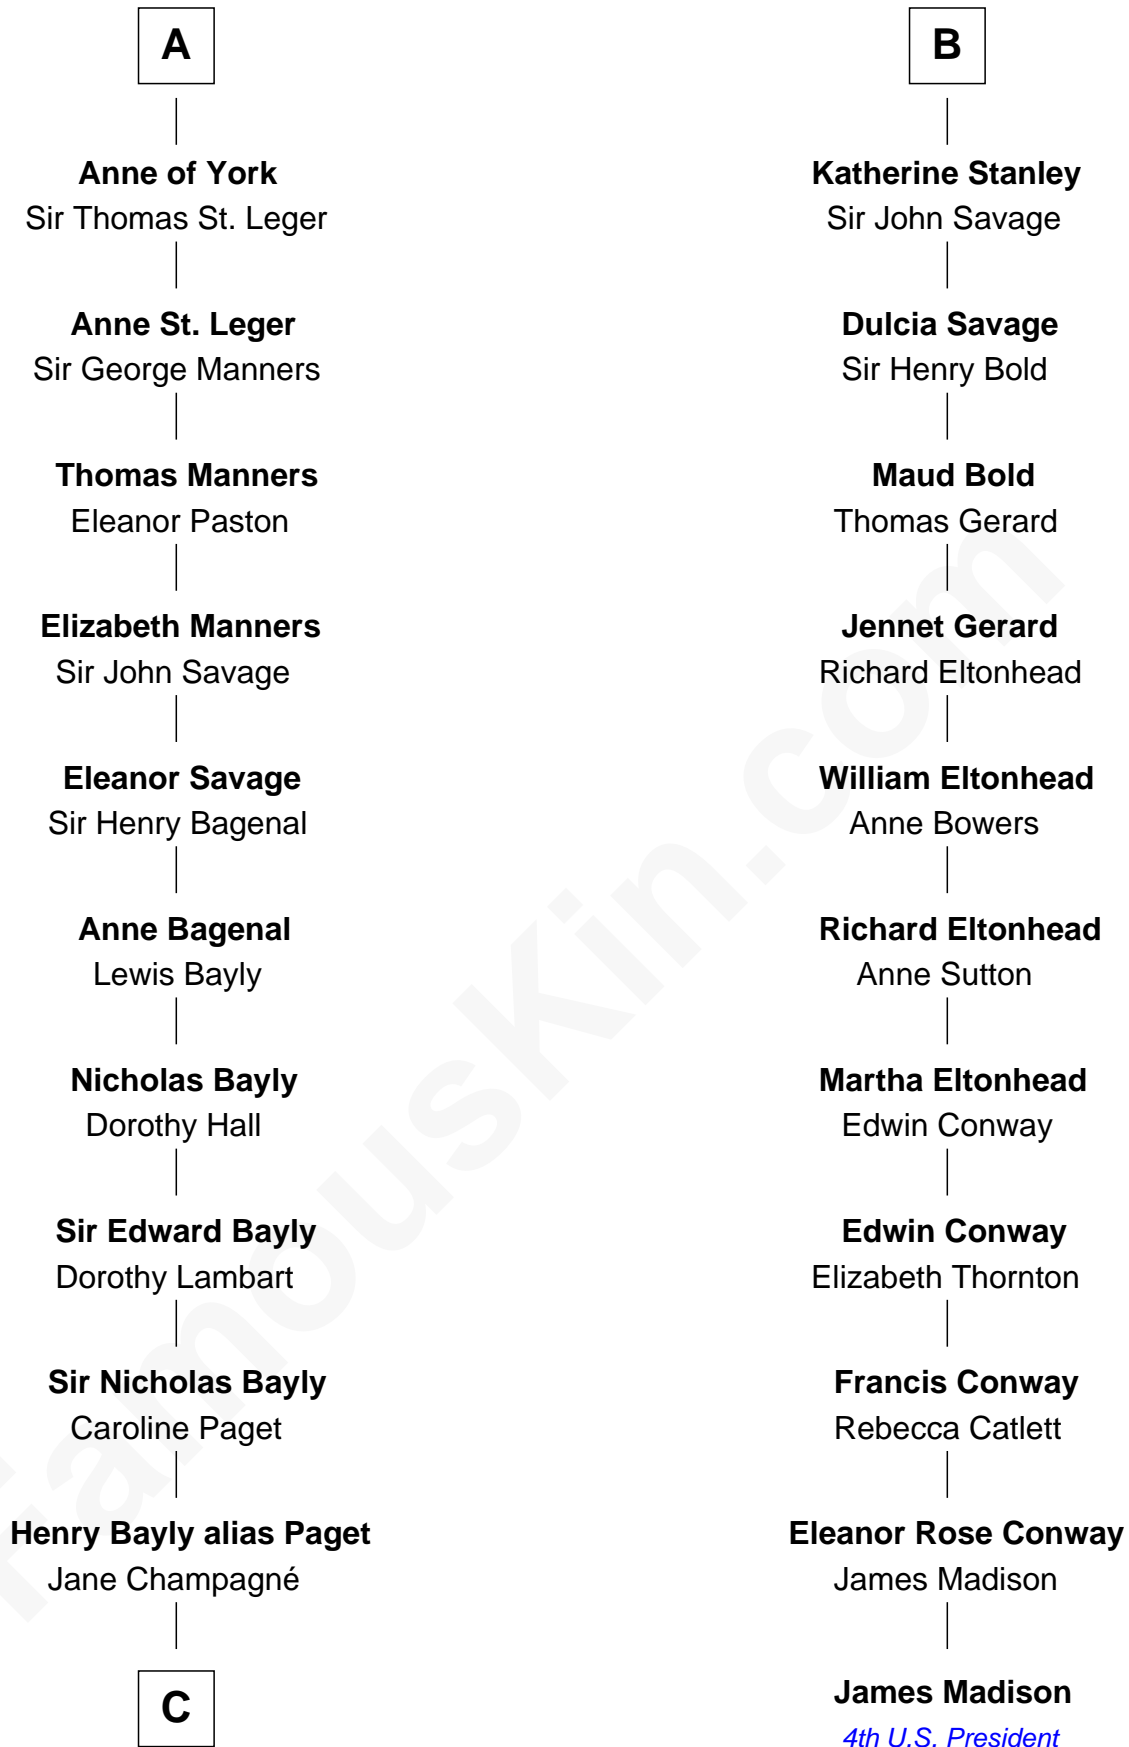 A
Anne of York
Sir Thomas St. Leger
Anne St. Leger
Sir George Manners
Thomas Manners
Eleanor Paston
Elizabeth Manners
Sir John Savage
Eleanor Savage
Sir Henry Bagenal
Anne Bagenal
Lewis Bayly
Nicholas Bayly
Dorothy Hall
Sir Edward Bayly
Dorothy Lambart
Sir Nicholas Bayly
Caroline Paget
Henry Bayly alias Paget
Jane Champagné
C
B
Katherine Stanley
Sir John Savage
Dulcia Savage
Sir Henry Bold
Maud Bold
Thomas Gerard
Jennet Gerard
Richard Eltonhead
William Eltonhead
Anne Bowers
Richard Eltonhead
Anne Sutton
Martha Eltonhead
Edwin Conway
Edwin Conway
Elizabeth Thornton
Francis Conway
Rebecca Catlett
Eleanor Rose Conway
James Madison
James Madison
4th U.S. President
FamousKin.com